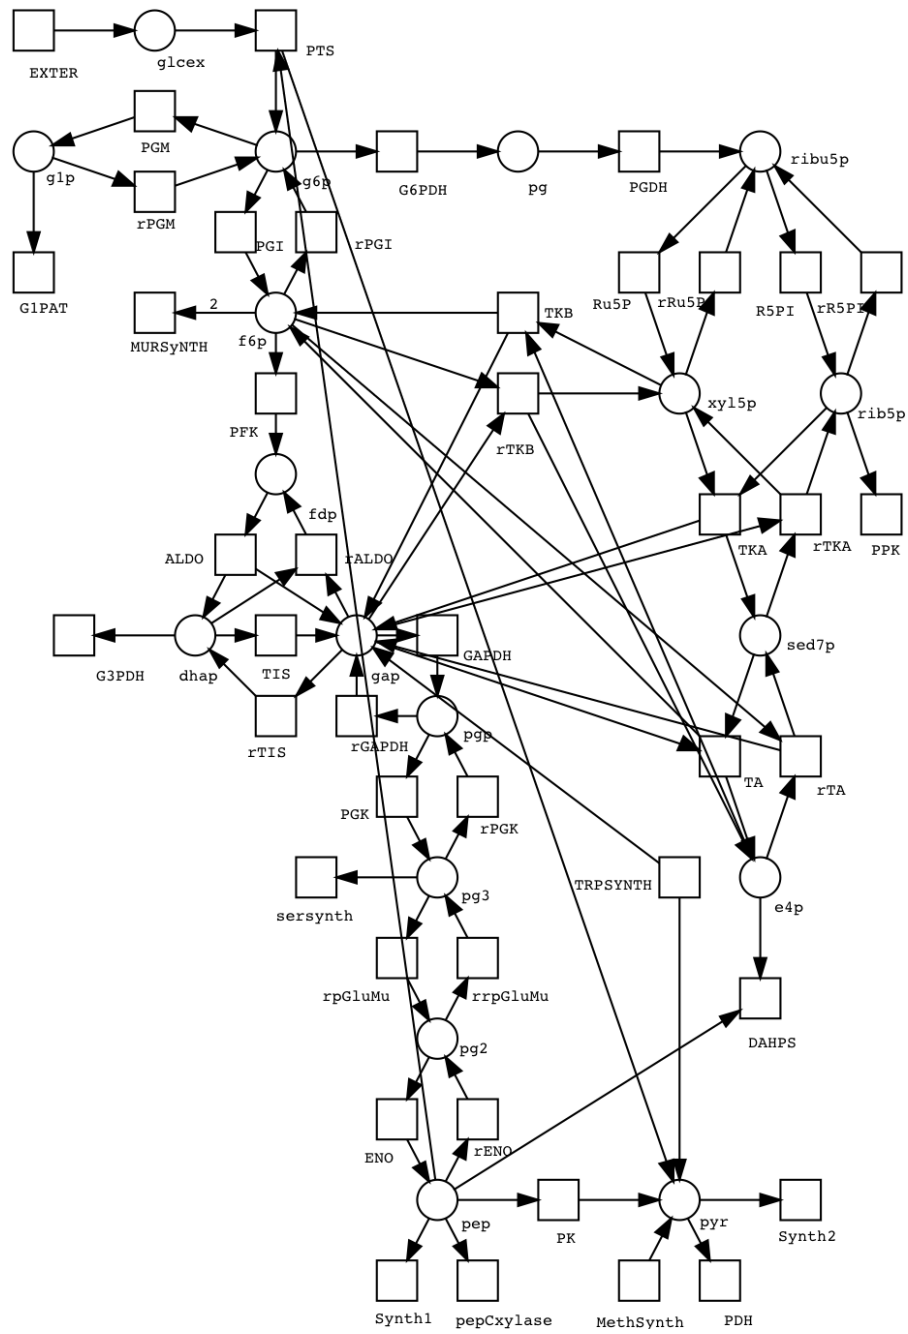 EXTER
glcex
PTS
PGM
g1p
g6p
rPGM
G6PDH
pg
PGDH
ribu5p
PGI
rPGI
G1PAT
2
MURSyNTH
f6p
TKB
Ru5P
rRu5P
R5PI
rR5PI
PFK
rTKB
xyl5p
rib5p
fdp
ALDO
rALDO
TKA
rTKA
PPK
G3PDH
dhap
TIS
gap
GAPDH
sed7p
rTIS
rGAPDH
pgp
TA
rTA
PGK
rPGK
sersynth
pg3
TRPSYNTH
e4p
rpGluMu
rrpGluMu
pg2
DAHPS
ENO
rENO
pep
PK
pyr
Synth2
Synth1
pepCxylase
MethSynth
PDH